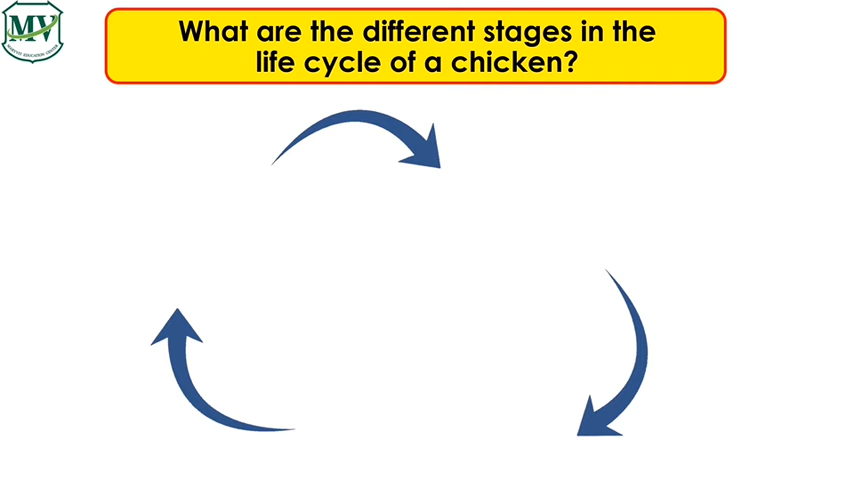 MV
What are the different stages in the
life cycle of a chicken?